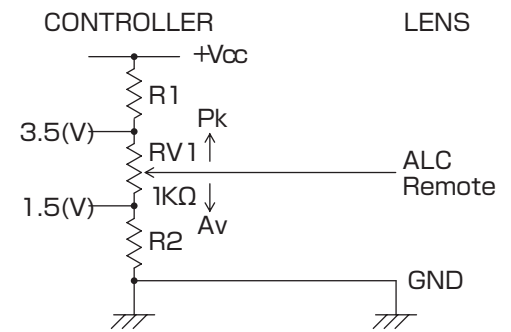 CONTROLLER LENS
+Vcc
R1
Pk
3.5(V)
RV1
ALC
Remote
1KΩ
1.5(V)
Av
R2
GND